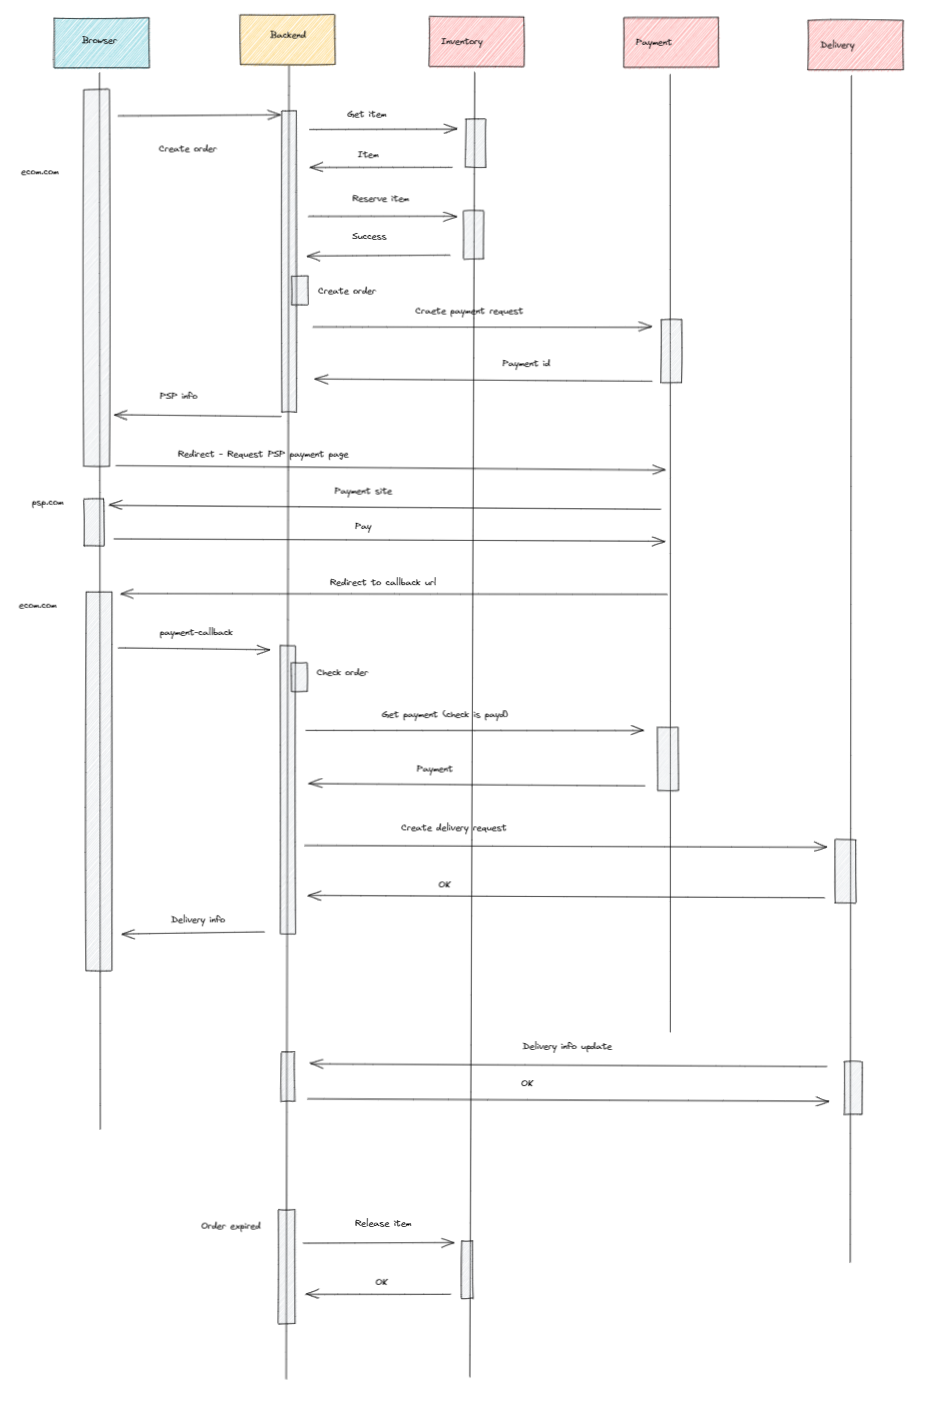 Browser
Backend
Inventory
Payment
Delivery
Get item
Create order
Item
ecom.com
Reserve item
Success
Create order
Craete payment request
Payment id
PSP info
Redirect - Request PSP payment page
Payment site
psp.com
Pay
Redirect to callback url
ecom.com
payment-callback
Check order
Get payment (check is payd)
Payment
Create delivery request
OK
Delivery info
Delivery info update
OK
Order expired
Release item
OK